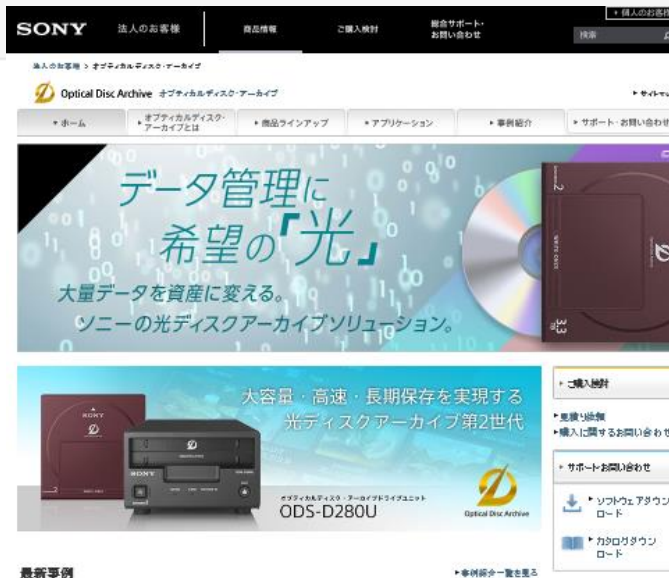 + 個人のお客様
SONY
法人のお客様
商品情報
ご購入検討
総合サポート・
お問い合わせ
検索
法人のお客様 > オプティカルディスク・アーカイブ
Optical Disc Archive オプティカルディスク・アーカイブ
ホーム
オプティカルディスク・
アーカイブとは
商品ラインアップ
アプリケーション
事例紹介
サポート・お問い合わせ
データ管理に
希望の「光」
大量データを資産に変える。
ソニーの光ディスクアーカイブソリューション。
2
WRITE ONCE
3.3
大容量・高速・長期保存を実現する
光ディスクアーカイブ第2世代
SONY
SONY
オプティカルディスク・アーカイブドライブユニット
ODS-D280U
Optical Disc Archive
ご購入検討
見積り依頼
購入に関するお問い合わせ
サポートお問い合わせ
ソフトウェアダウン
ロード
カタログダウン
ロード
最新事例
事例紹介一覧を見る